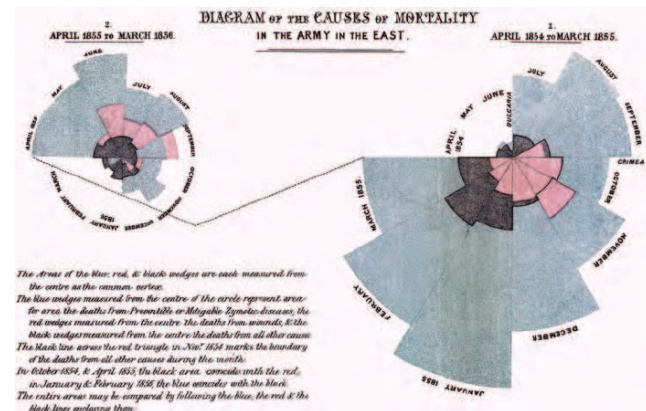 DIAGRAM OF THE CAUSES OF MORTALITY
IN THE ARMY IN THE EAST.
2.
APRIL 1855 TO MARCH 1856.
1.
APRIL 1854 TO MARCH 1855.
JUNE
MAY
JULY
AUGUST
SEPTEMBER
APRIL 1855
OCTOBER
NOVEMBER
DECEMBER
JANUARY
1856
FEBRUARY
MARCH
APRIL
1854
MAY
JUNE
BULGARIA
JULY
AUGUST
SEPTEMBER
CRIMEA
OCTOBER
NOVEMBER
DECEMBER
JANUARY 1855
FEBRUARY
MARCH 1855.
The Areas of the blue, red, & black wedges are each measured from
the centre as the common vertex.
The blue wedges measured from the centre of the circle represent area
for area the deaths from Preventible or Mitigable Zymotic diseases, the
red wedges measured from the centre the deaths from wounds, & the
black wedges measured from the centre the deaths from all other causes
The black line across the red triangle in Nov.r 1854 marks the boundary
of the deaths from all other causes during the month.
In October 1854, & April 1855, the black area coincides with the red,
in January & February 1856, the blue coincides with the black.
The entire areas may be compared by following the blue, the red & the
black lines enclosing them.